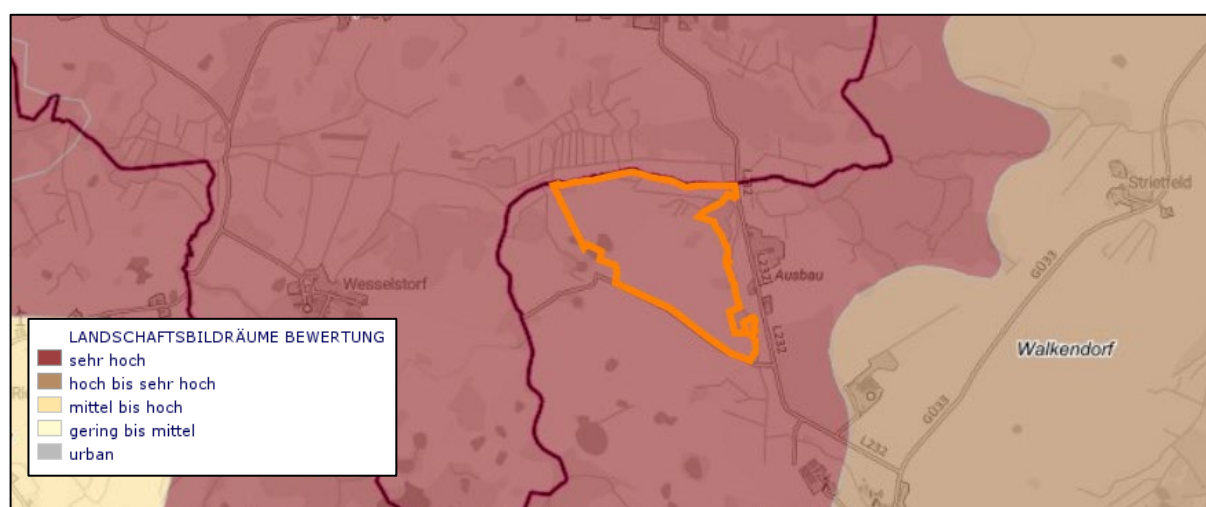 L232
Strietfeld
GÜ33
L232
Ausbau
Wesselstorf
L232
Walkendorf
LANDSCHAFTSBILDRÄUME BEWERTUNG
sehr hoch
hoch bis sehr hoch
mittel bis hoch
gering bis mittel
urban
GÜ33
L232